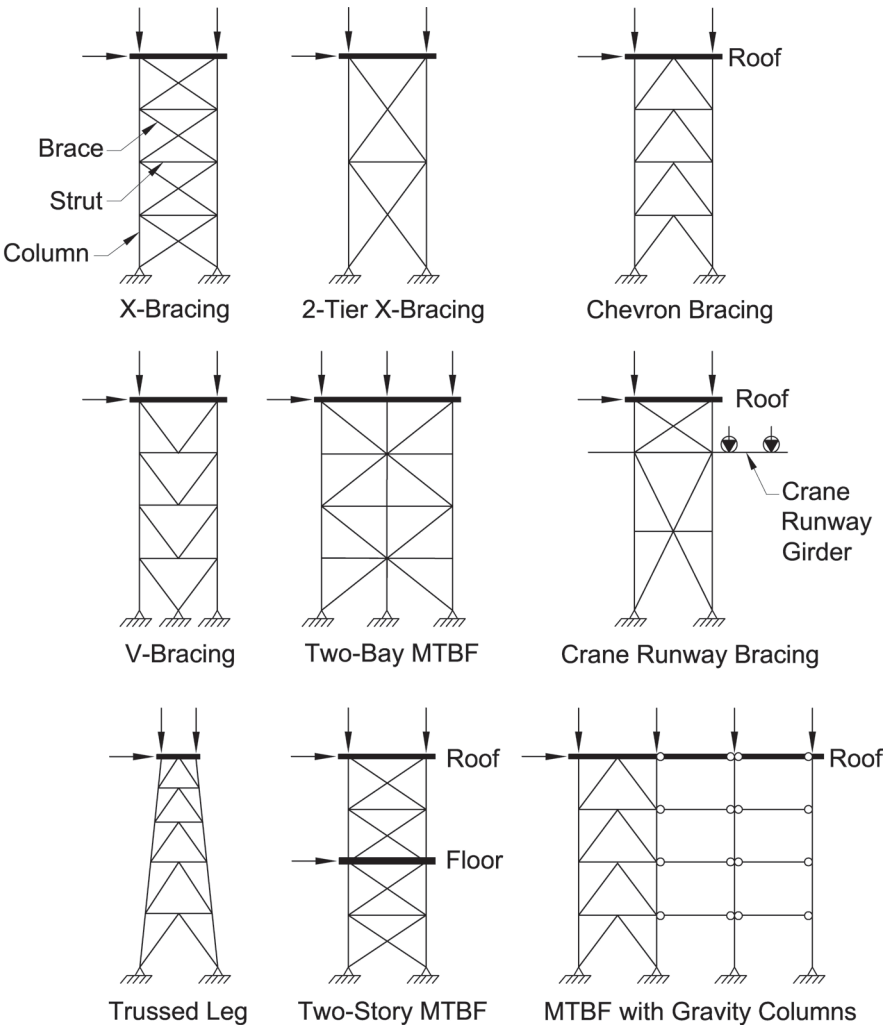 Roof
Brace
Strut
Column
X-Bracing
2-Tier X-Bracing
Chevron Bracing
Roof
Crane
Runway
Girder
V-Bracing
Two-Bay MTBF
Crane Runway Bracing
Roof
Roof
Floor
Trussed Leg
Two-Story MTBF
MTBF with Gravity Columns